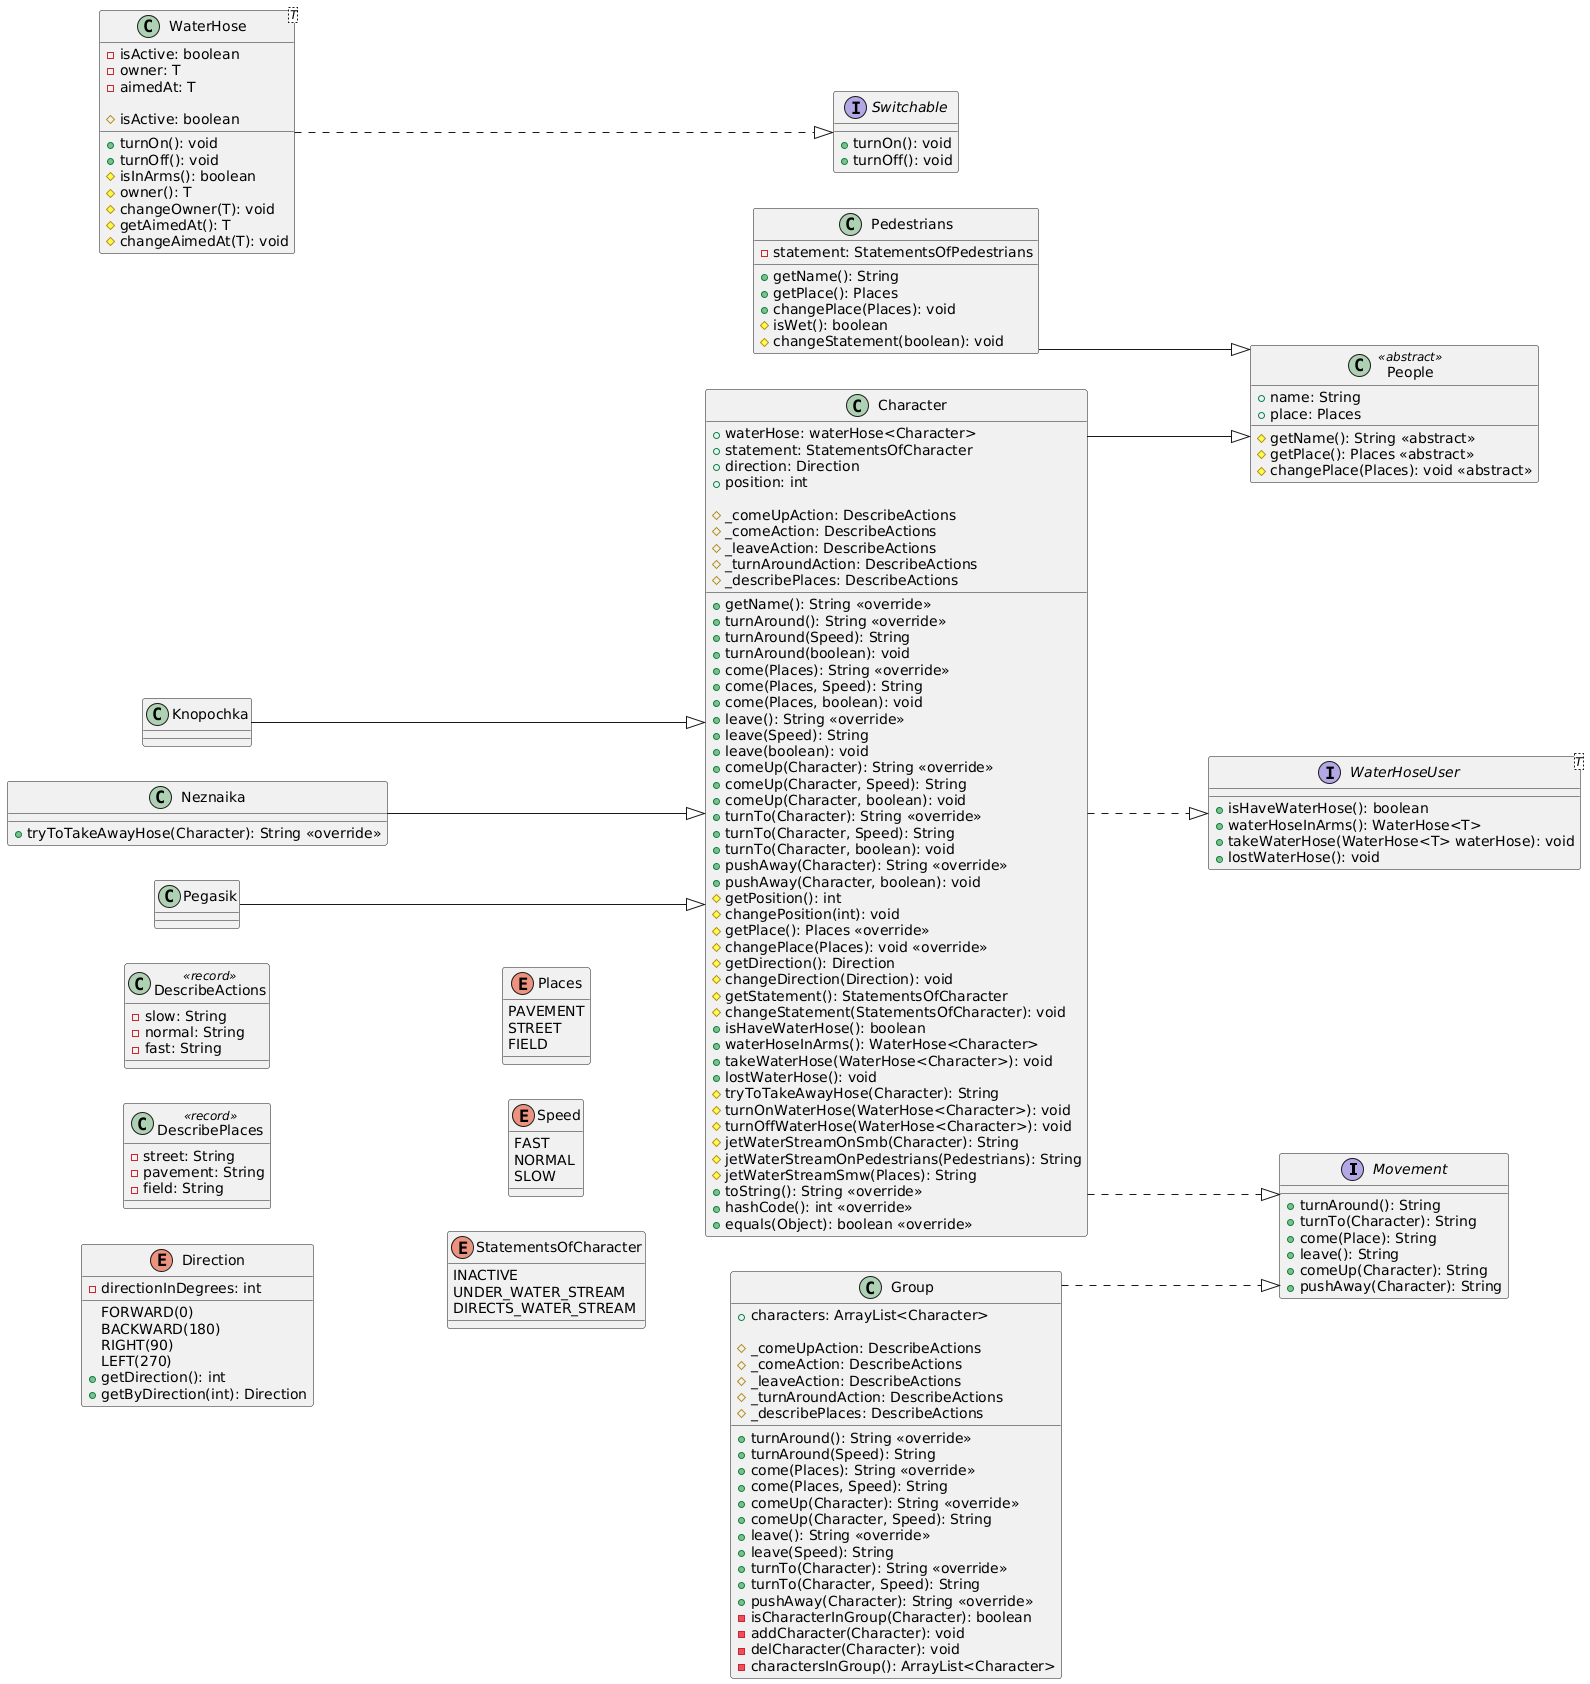 C WaterHose
T
isActive: boolean
owner: T
aimedAt: T
isActive: boolean
turnOn(): void
turnOff(): void
isInArms(): boolean
owner(): T
changeOwner(T): void
getAimedAt(): T
changeAimedAt(T): void
I Switchable
turnOn(): void
turnOff(): void
C Pedestrians
statement: StatementsOfPedestrians
getName(): String
getPlace(): Places
changePlace(Places): void
isWet(): boolean
changeStatement(boolean): void
«abstract»
C People
name: String
place: Places
getName(): String «abstract»
getPlace(): Places «abstract»
changePlace(Places): void «abstract»
C Character
waterHose: waterHose<Character>
statement: StatementsOfCharacter
direction: Direction
position: int
_comeUpAction: DescribeActions
_comeAction: DescribeActions
_leaveAction: DescribeActions
_turnAroundAction: DescribeActions
_describePlaces: DescribeActions
getName(): String «override»
turnAround(): String «override»
turnAround(Speed): String
turnAround(boolean): void
come(Places): String «override»
come(Places, Speed): String
come(Places, boolean): void
leave(): String «override»
leave(Speed): String
leave(boolean): void
comeUp(Character): String «override»
comeUp(Character, Speed): String
comeUp(Character, boolean): void
turnTo(Character): String «override»
turnTo(Character, Speed): String
turnTo(Character, boolean): void
pushAway(Character): String «override»
pushAway(Character, boolean): void
getPosition(): int
changePosition(int): void
getPlace(): Places «override»
changePlace(Places): void «override»
getDirection(): Direction
changeDirection(Direction): void
getStatement(): StatementsOfCharacter
changeStatement(StatementsOfCharacter): void
isHaveWaterHose(): boolean
waterHoseInArms(): WaterHose<Character>
takeWaterHose(WaterHose<Character>): void
lostWaterHose(): void
tryToTakeAwayHose(Character): String
turnOnWaterHose(WaterHose<Character>): void
turnOffWaterHose(WaterHose<Character>): void
jetWaterStreamOnSmb(Character): String
jetWaterStreamOnPedestrians(Pedestrians): String
jetWaterStreamSmw(Places): String
toString(): String «override»
hashCode(): int «override»
equals(Object): boolean «override»
C Knopochka
C Neznaika
tryToTakeAwayHose(Character): String «override»
C Pegasik
I WaterHoseUser
T
isHaveWaterHose(): boolean
waterHoseInArms(): WaterHose<T>
takeWaterHose(WaterHose<T> waterHose): void
lostWaterHose(): void
«record»
C DescribeActions
slow: String
normal: String
fast: String
E Places
PAVEMENT
STREET
FIELD
«record»
C DescribePlaces
street: String
pavement: String
field: String
E Speed
FAST
NORMAL
SLOW
I Movement
turnAround(): String
turnTo(Character): String
come(Place): String
leave(): String
comeUp(Character): String
pushAway(Character): String
E Direction
directionInDegrees: int
FORWARD(0)
BACKWARD(180)
RIGHT(90)
LEFT(270)
getDirection(): int
getByDirection(int): Direction
E StatementsOfCharacter
INACTIVE
UNDER_WATER_STREAM
DIRECTS_WATER_STREAM
C Group
characters: ArrayList<Character>
_comeUpAction: DescribeActions
_comeAction: DescribeActions
_leaveAction: DescribeActions
_turnAroundAction: DescribeActions
_describePlaces: DescribeActions
turnAround(): String «override»
turnAround(Speed): String
come(Places): String «override»
come(Places, Speed): String
comeUp(Character): String «override»
comeUp(Character, Speed): String
leave(): String «override»
leave(Speed): String
turnTo(Character): String «override»
turnTo(Character, Speed): String
pushAway(Character): String «override»
isCharacterInGroup(Character): boolean
addCharacter(Character): void
delCharacter(Character): void
charactersInGroup(): ArrayList<Character>